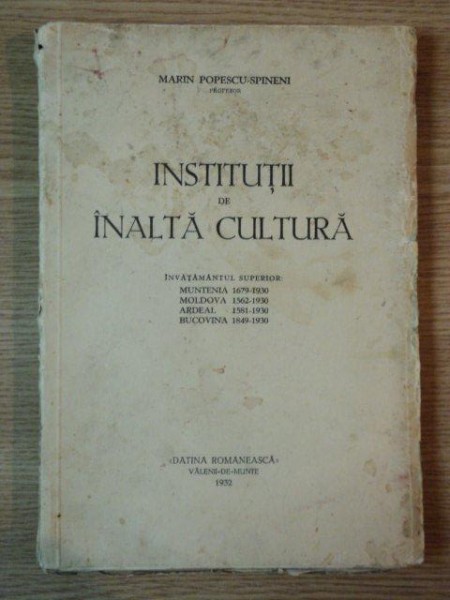 MARIN POPESCU-SPINENI
PROFESOR
INSTITUȚII
DE
ÎNALTĂ CULTURĂ
ÎNVĂȚĂMÂNTUL SUPERIOR:
MUNTENIA 1679-1930
MOLDOVA 1562-1930
ARDEAL 1581-1930
BUCOVINA 1849-1930
«DATINA ROMÂNEASCĂ»
VĂLENII-DE-MUNTE
1932